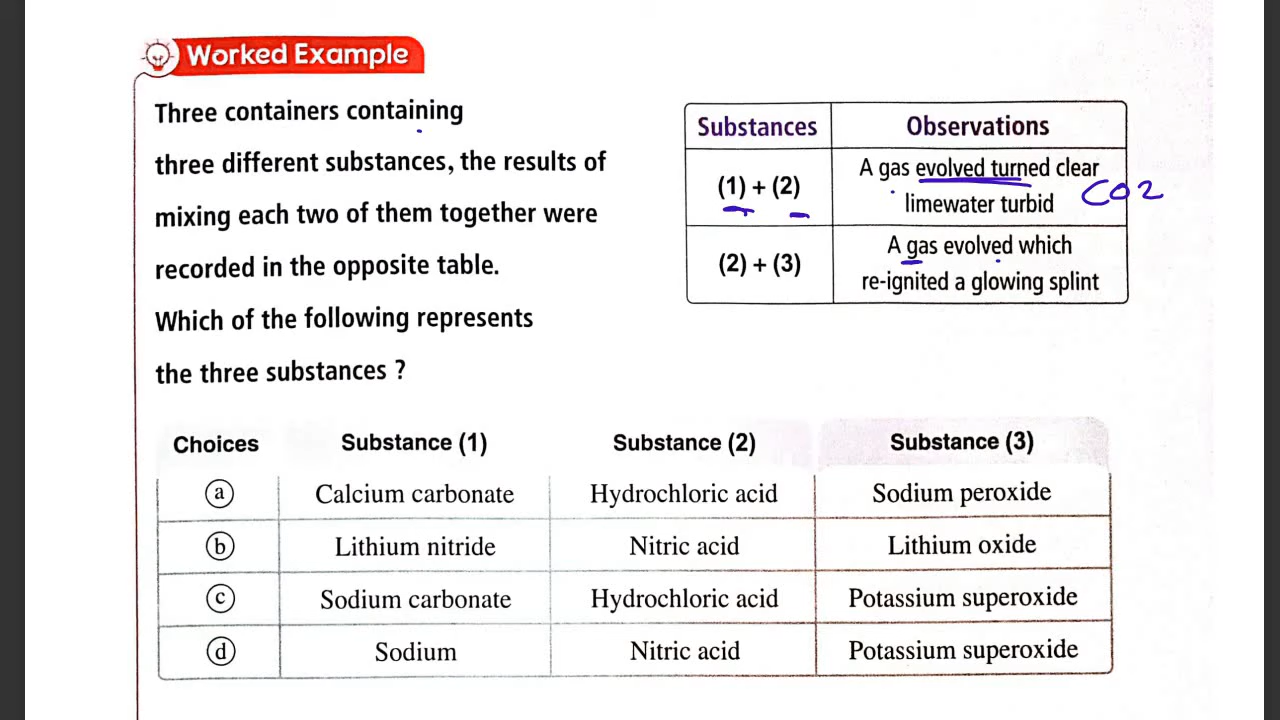 Worked Example
Three containers containing
three different substances, the results of
mixing each two of them together were
recorded in the opposite table.
Which of the following represents
the three substances ?
Substances Observations
(1) + (2) A gas evolved turned clear
limewater turbid
CO2
(2) + (3) A gas evolved which
re-ignited a glowing splint
Choices Substance (1) Substance (2) Substance (3)
a Calcium carbonate Hydrochloric acid Sodium peroxide
b Lithium nitride Nitric acid Lithium oxide
c Sodium carbonate Hydrochloric acid Potassium superoxide
d Sodium Nitric acid Potassium superoxide